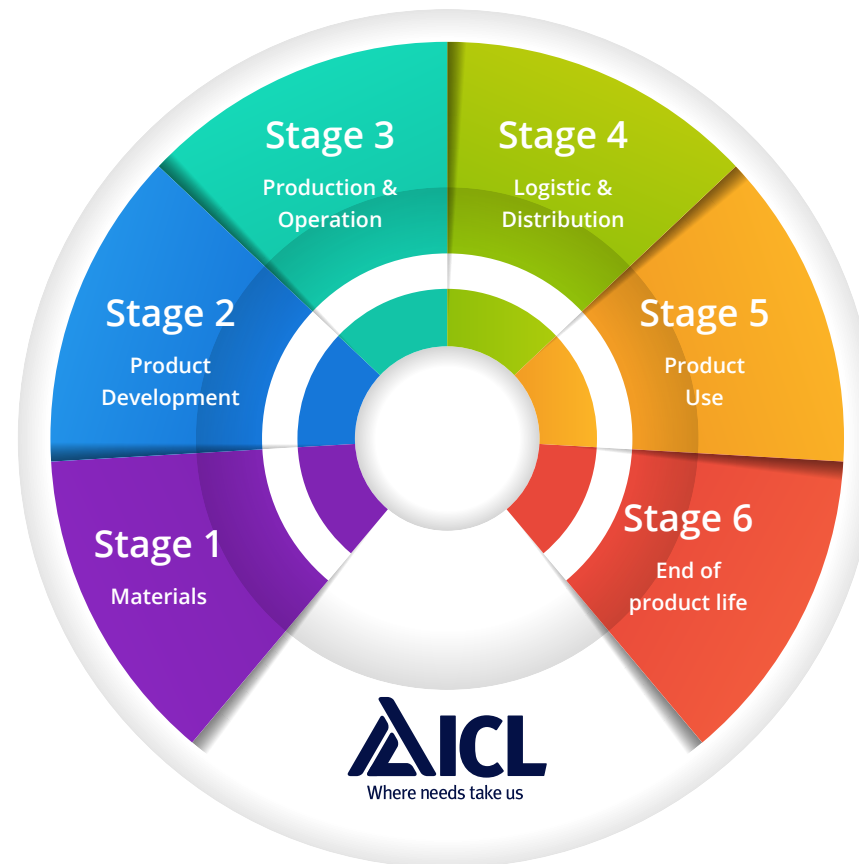 Stage 1
Materials
Stage 2
Product
Development
Stage 3
Production &
Operation
Stage 4
Logistic &
Distribution
Stage 5
Product
Use
Stage 6
End of
product life
ICL
Where needs take us